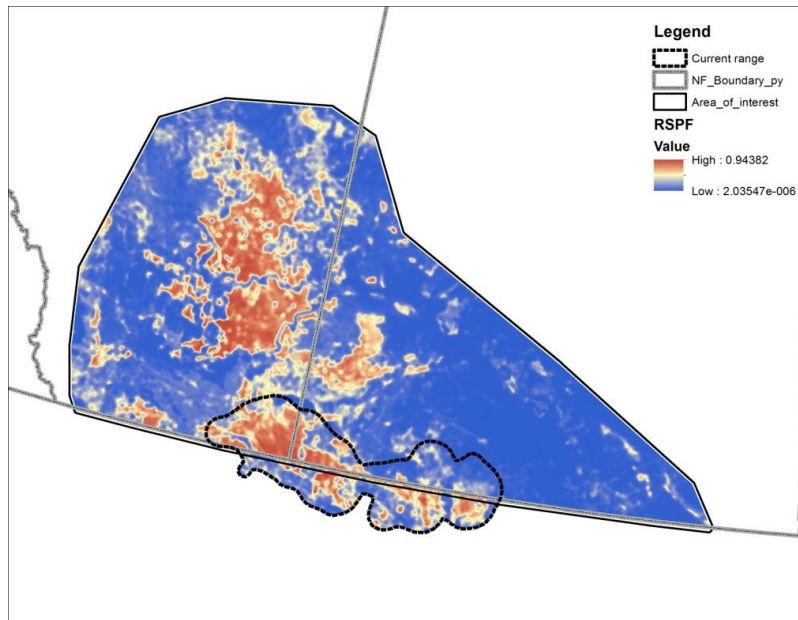 Legend
Current range
NF_Boundary_py
Area_of_interest
RSPF
Value
High : 0.94382
Low : 2.03547e-006